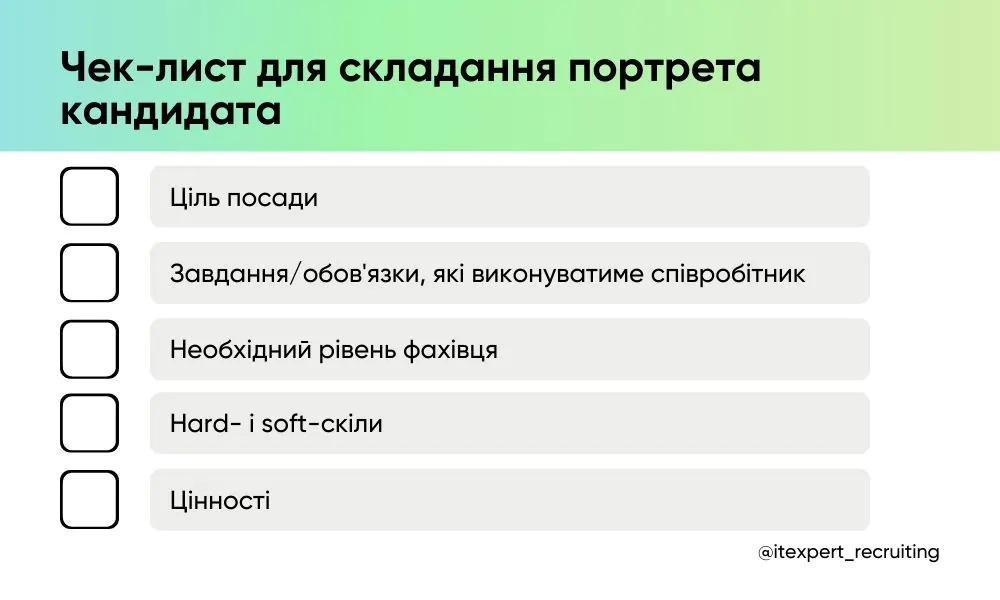 Чек-лист для складання портрета
кандидата
Ціль посади
Завдання/обов'язки, які виконуватиме співробітник
Необхідний рівень фахівця
Hard- і soft-скіли
Цінності
@itexpert_recruiting